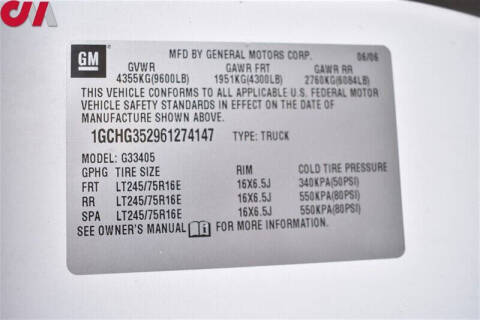 CIA
GM
MFD BY GENERAL MOTORS CORP. 06/06
GVWR GAWR FRT GAWR RR
4355KG(9600LB) 1951KG(4300LB) 2760KG(6084LB)
THIS VEHICLE CONFORMS TO ALL APPLICABLE U.S. FEDERAL MOTOR
VEHICLE SAFETY STANDARDS IN EFFECT ON THE DATE OF
MANUFACTURE SHOWN ABOVE.
1GCHG352961274147 TYPE: TRUCK
MODEL: G33405
GPHG TIRE SIZE RIM COLD TIRE PRESSURE
FRT LT245/75R16E 16X6.5J 340KPA(50PSI)
RR LT245/75R16E 16X6.5J 550KPA(80PSI)
SPA LT245/75R16E 16X6.5J 550KPA(80PSI)
SEE OWNER'S MANUAL FOR MORE INFORMATION.